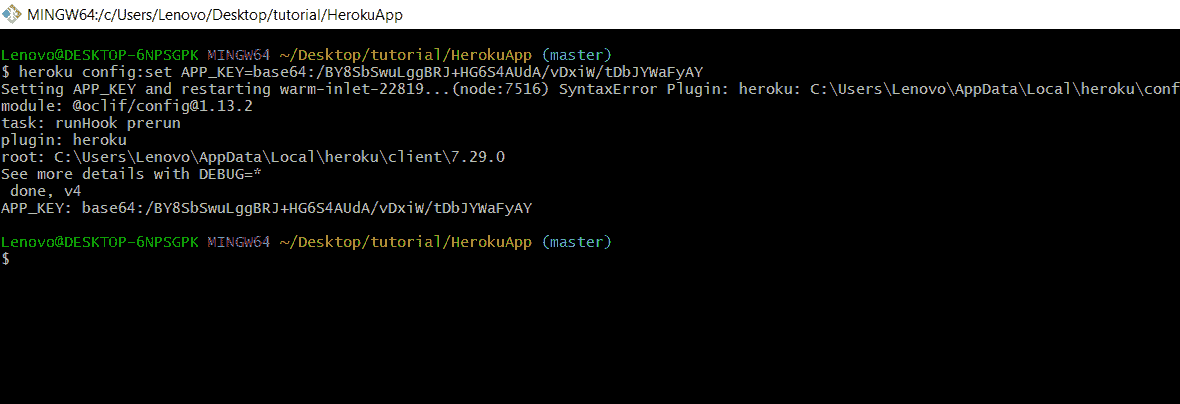 MINGW64:/c/Users/Lenovo/Desktop/tutorial/HerokuApp
Lenovo@DESKTOP-6NPSGPK MINGW64 ~/Desktop/tutorial/HerokuApp (master)
$ heroku config:set APP_KEY=base64:/BY8SbSwuLggBRJ+HG6S4AUdA/vDxiW/tDbJYWaFyAY
Setting APP_KEY and restarting warm-inlet-22819...(node:7516) SyntaxError Plugin: heroku: C:\Users\Lenovo\AppData\Local\heroku\conf
module: @oclif/config@1.13.2
task: runHook prerun
plugin: heroku
root: C:\Users\Lenovo\AppData\Local\heroku\client\7.29.0
See more details with DEBUG=*
 done, v4
APP_KEY: base64:/BY8SbSwuLggBRJ+HG6S4AUdA/vDxiW/tDbJYWaFyAY
Lenovo@DESKTOP-6NPSGPK MINGW64 ~/Desktop/tutorial/HerokuApp (master)
$